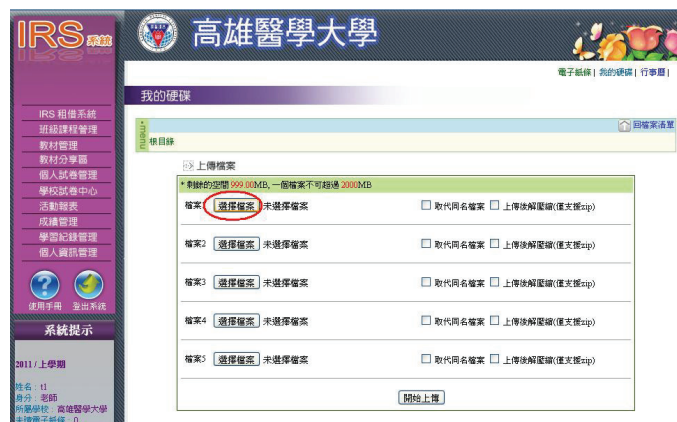 IRS 系統
高雄醫學大學
電子紙條 | 我的硬碟 | 行事曆 |
我的硬碟
IRS 租借系統
班級課程管理
教材管理
教材分享區
個人試卷管理
學校試卷中心
活動報表
成績管理
學習紀錄管理
個人資訊管理
使用手冊 登出系統
系統提示
2011 / 上學期
姓名 : t1
身分 : 老師
所屬學校 : 高雄醫學大學
未讀電子紙條 : 0
menu
回檔案清單
根目錄
上傳檔案
* 剩餘的空間 999.00MB, 一個檔案不可超過 2000MB
檔案1 選擇檔案 未選擇檔案 取代同名檔案 上傳後解壓縮(僅支援zip)
檔案2 選擇檔案 未選擇檔案 取代同名檔案 上傳後解壓縮(僅支援zip)
檔案3 選擇檔案 未選擇檔案 取代同名檔案 上傳後解壓縮(僅支援zip)
檔案4 選擇檔案 未選擇檔案 取代同名檔案 上傳後解壓縮(僅支援zip)
檔案5 選擇檔案 未選擇檔案 取代同名檔案 上傳後解壓縮(僅支援zip)
開始上傳